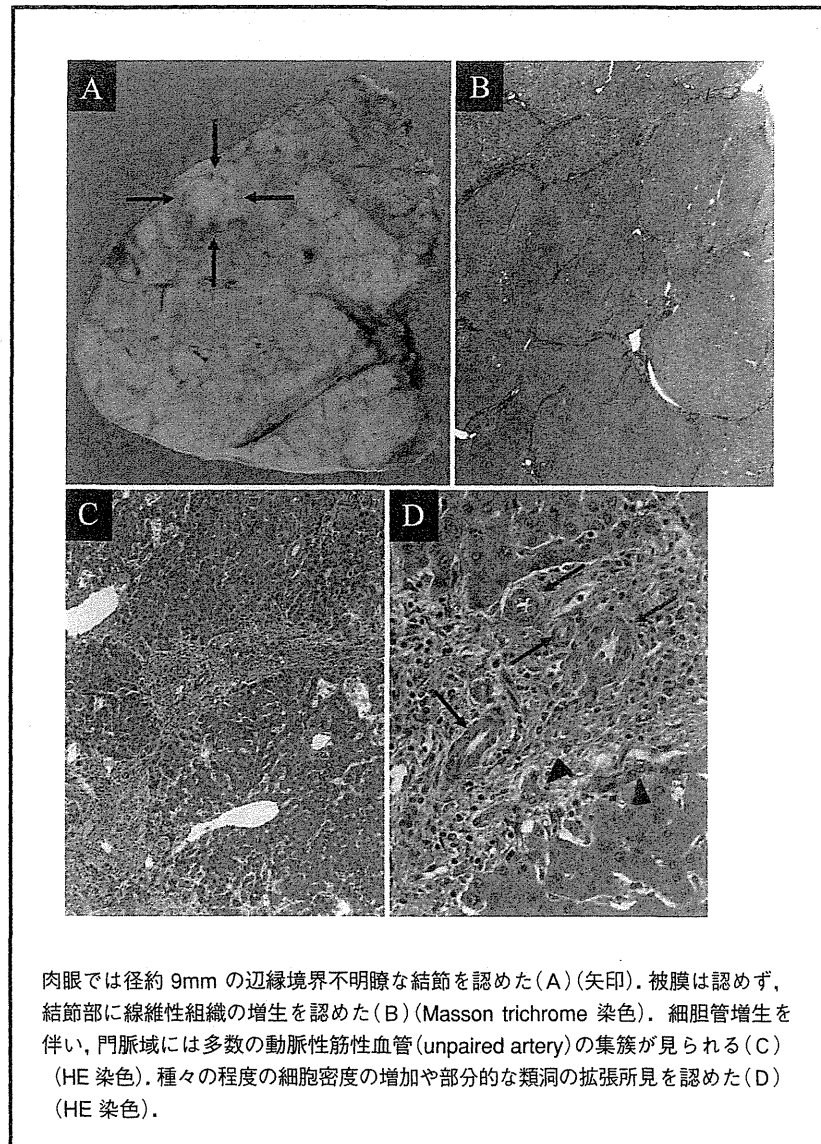 A
B
C
D
肉眼では径約 9mm の辺縁境界不明瞭な結節を認めた(A)(矢印). 被膜は認めず,
結節部に線維性組織の増生を認めた(B)(Masson trichrome 染色). 細胆管増生を
伴い, 門脈域には多数の動脈性筋性血管(unpaired artery)の集簇が見られる(C)
(HE 染色). 種々の程度の細胞密度の増加や部分的な類洞の拡張所見を認めた(D)
(HE 染色).